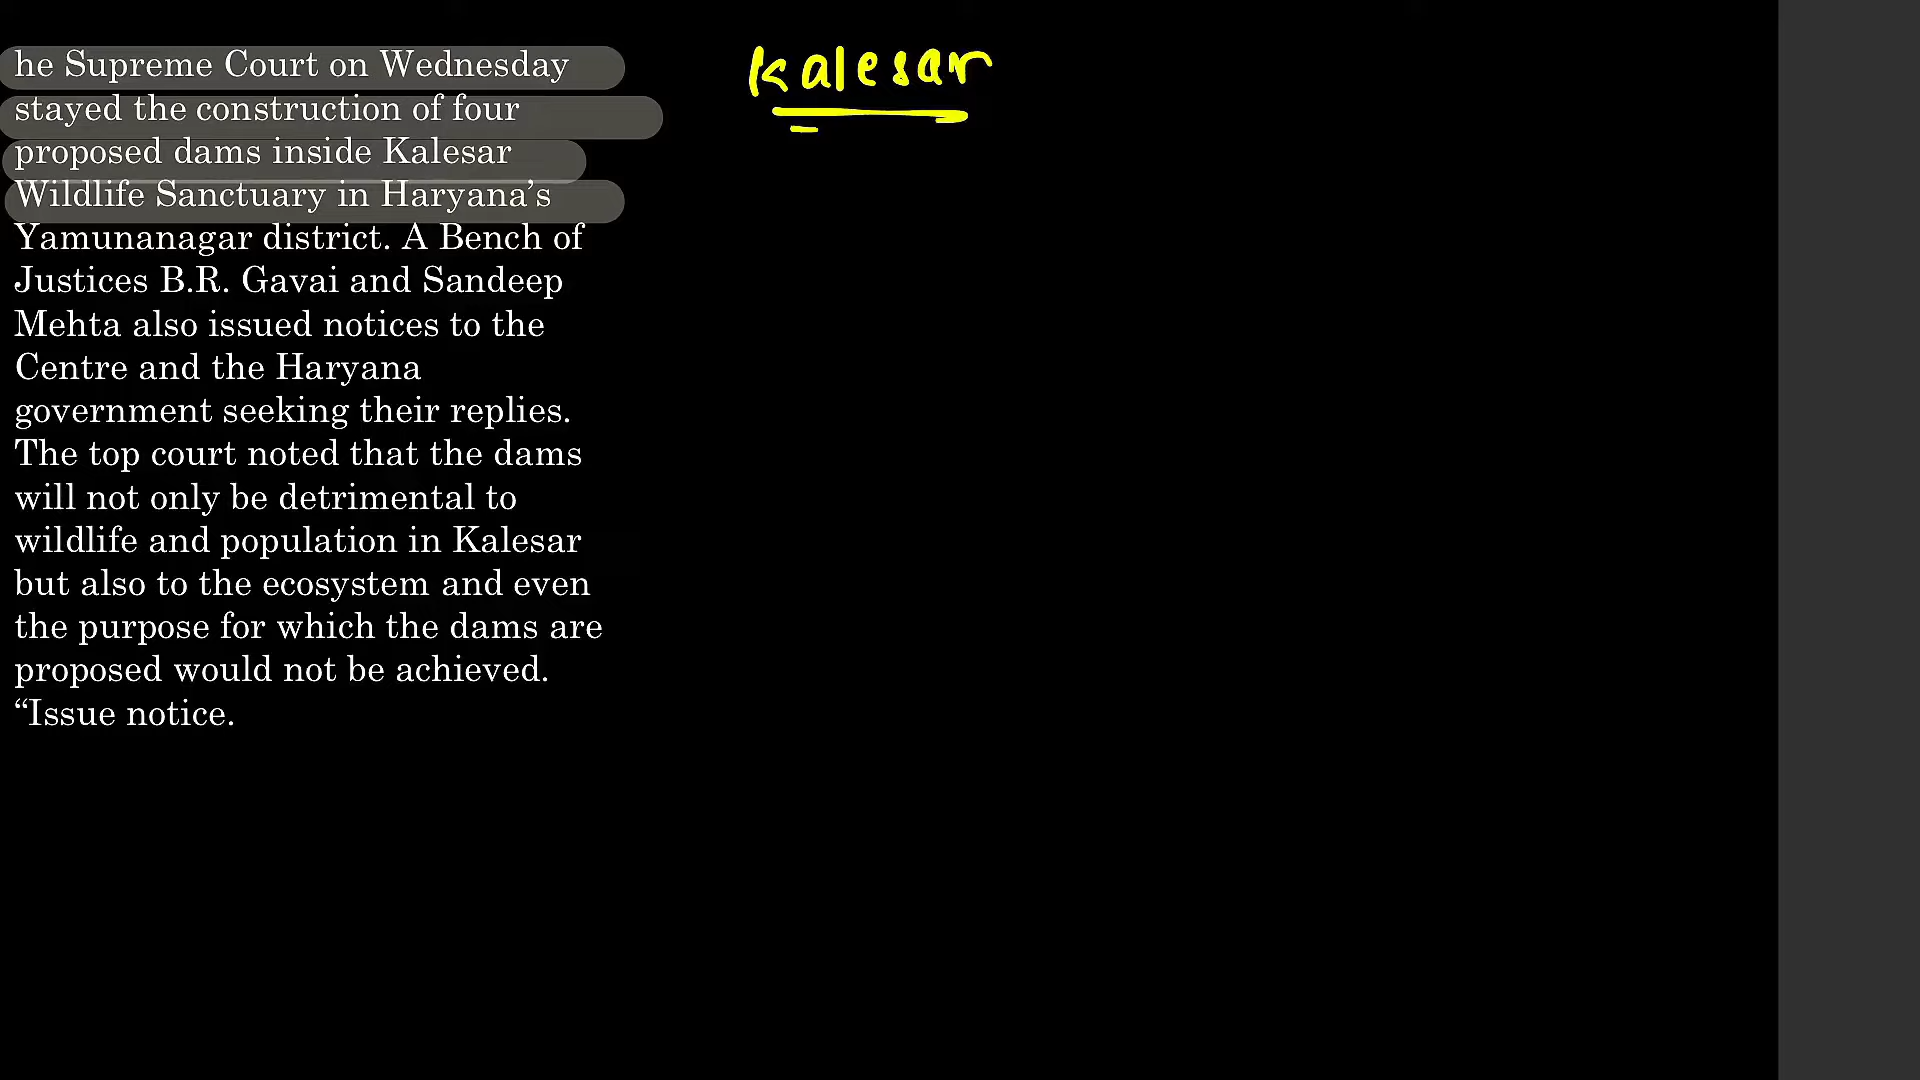 he Supreme Court on Wednesday
stayed the construction of four
proposed dams inside Kalesar
Wildlife Sanctuary in Haryana’s
Yamunanagar district. A Bench of
Justices B.R. Gavai and Sandeep
Mehta also issued notices to the
Centre and the Haryana
government seeking their replies.
The top court noted that the dams
will not only be detrimental to
wildlife and population in Kalesar
but also to the ecosystem and even
the purpose for which the dams are
proposed would not be achieved.
“Issue notice.
Kalesar